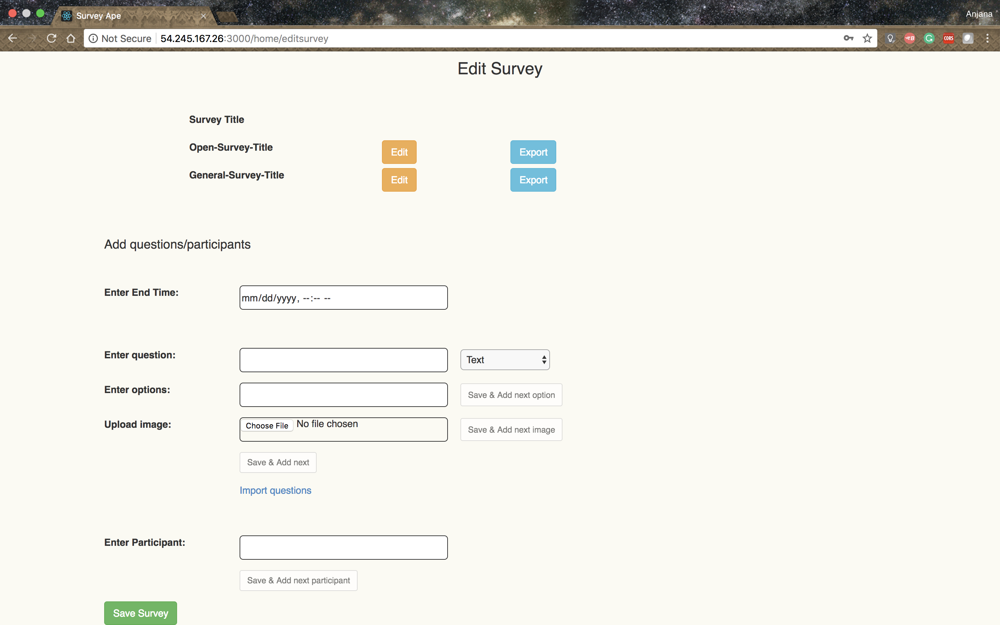 Survey Ape
Anjana
Not Secure 54.245.167.26:3000/home/editsurvey
B G CORS
Edit Survey
Survey Title
Open-Survey-Title Edit Export
General-Survey-Title Edit Export
Add questions/participants
Enter End Time: mm/dd/yyyy, --:-- --
Enter question: Text
Enter options: Save & Add next option
Upload image: Choose File No file chosen Save & Add next image
Save & Add next
Import questions
Enter Participant:
Save & Add next participant
Save Survey